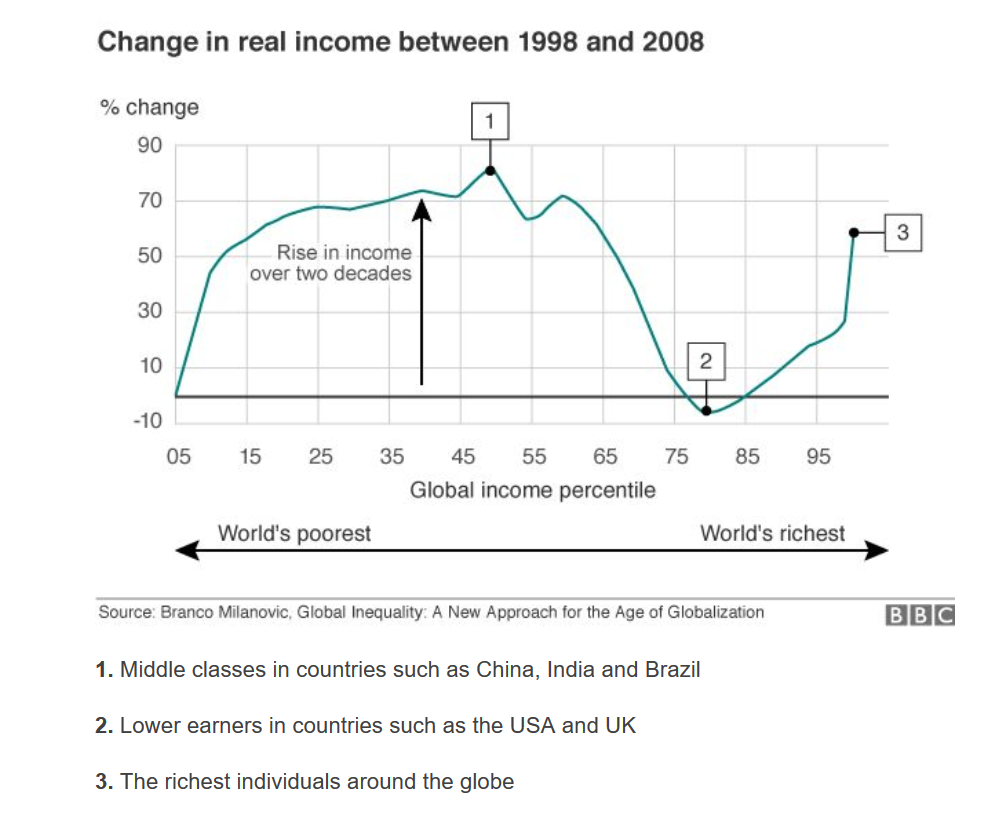 Change in real income between 1998 and 2008
% change
1
90
70
3
50
Rise in income
over two decades
30
2
10
-10
05 15 25 35 45 55 65 75 85 95
Global income percentile
World's poorest World's richest
Source: Branco Milanovic, Global Inequality: A New Approach for the Age of Globalization BBC
1. Middle classes in countries such as China, India and Brazil
2. Lower earners in countries such as the USA and UK
3. The richest individuals around the globe